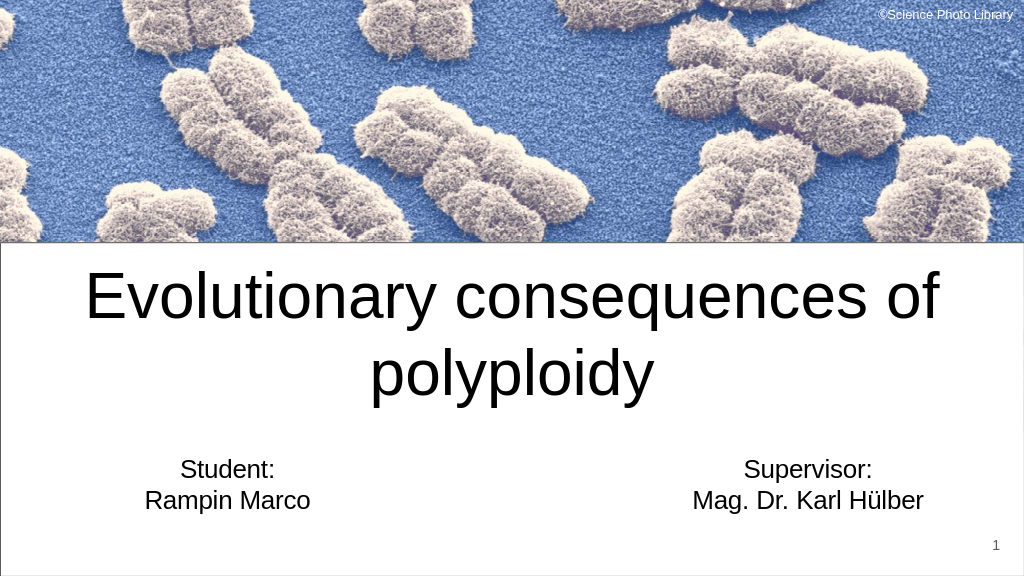 ©Science Photo Library
Evolutionary consequences of
polyploidy
Student:
Rampin Marco
Supervisor:
Mag. Dr. Karl Hülber
1